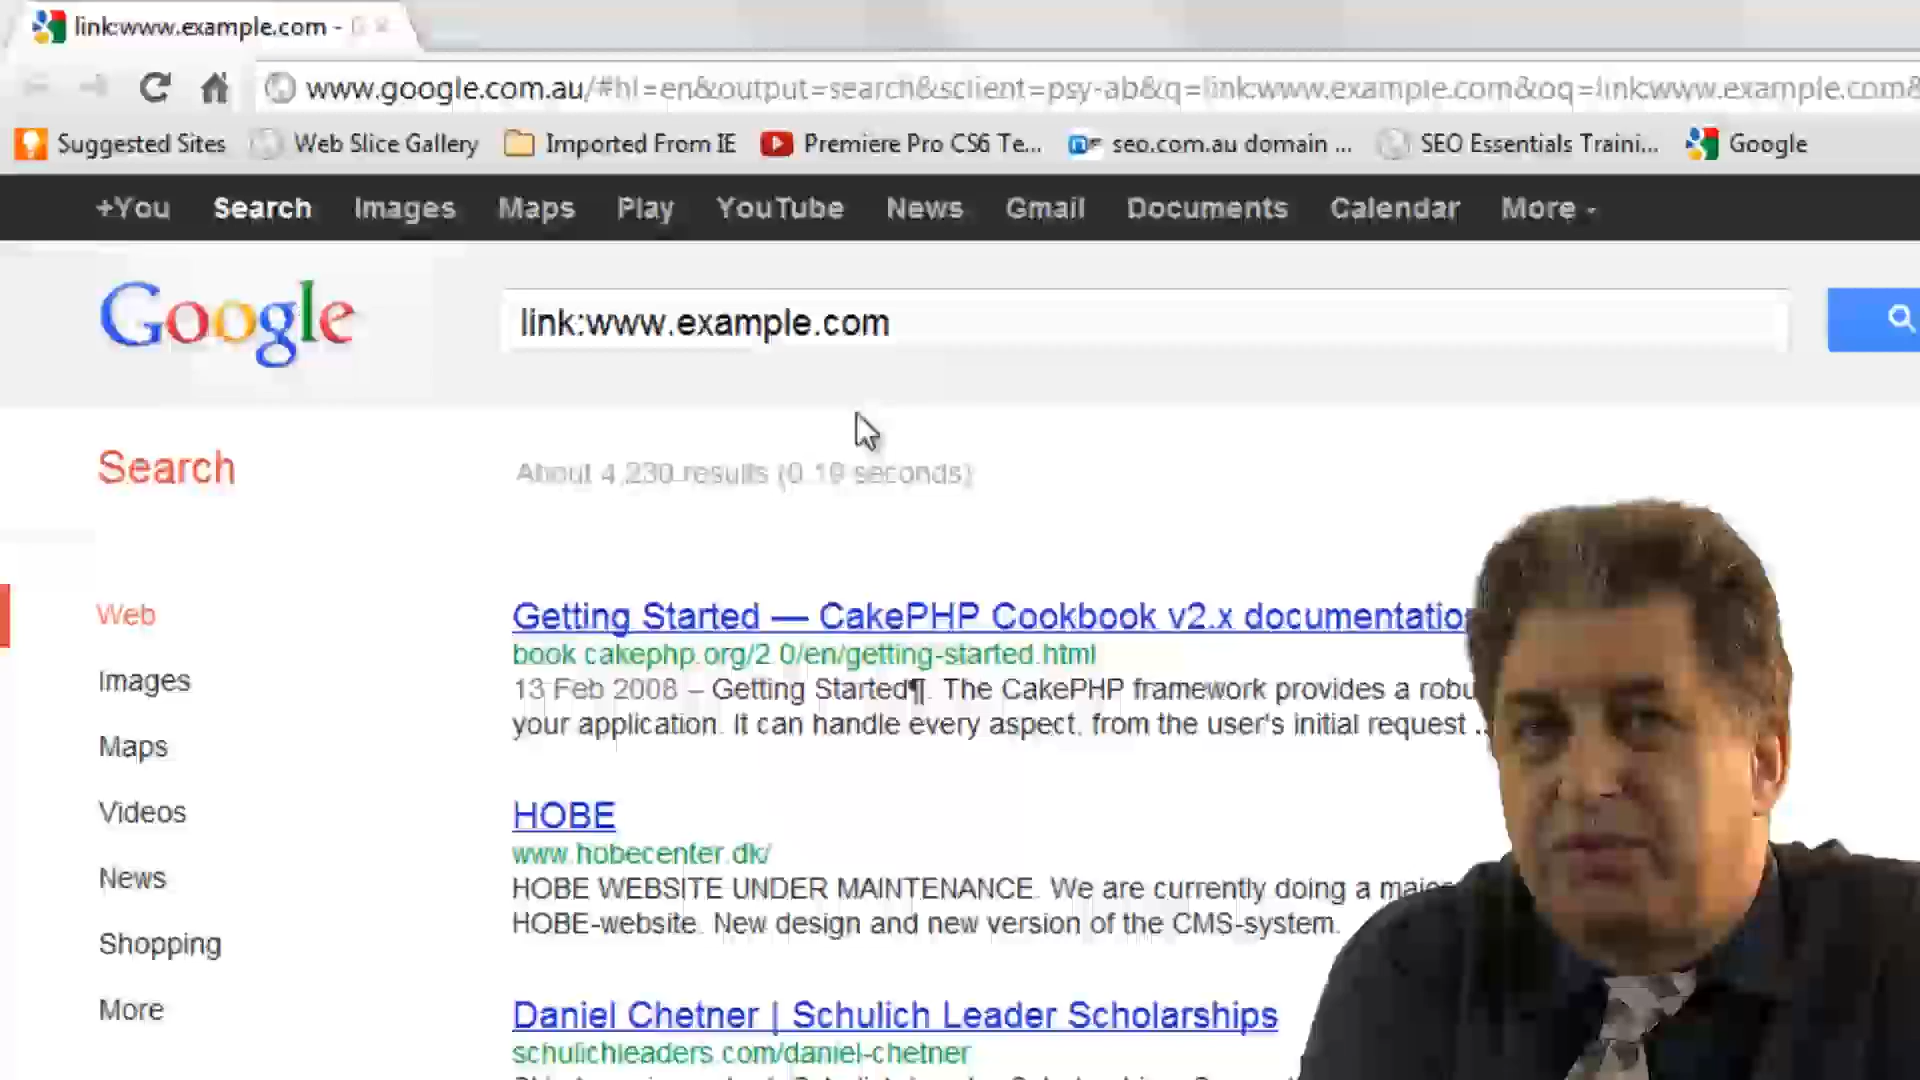 link:www.example.com - G
www.google.com.au/#hl=en&output=search&sclient=psy-ab&q=link:www.example.com&oq=link:www.example.com&
Suggested Sites Web Slice Gallery Imported From IE Premiere Pro CS6 Te... seo.com.au domain ... SEO Essentials Traini... Google
+You Search Images Maps Play YouTube News Gmail Documents Calendar More
Google link:www.example.com
Search About 4,230 results (0.19 seconds)
Web
Images
Maps
Videos
News
Shopping
More
Getting Started — CakePHP Cookbook v2.x documentatio
book.cakephp.org/2.0/en/getting-started.html
13 Feb 2008 – Getting Started¶. The CakePHP framework provides a robu
your application. It can handle every aspect, from the user's initial request ...
HOBE
www.hobecenter.dk/
HOBE WEBSITE UNDER MAINTENANCE. We are currently doing a
HOBE-website. New design and new version of the CMS-system.
Daniel Chetner | Schulich Leader Scholarships
schulichleaders.com/daniel-chetner